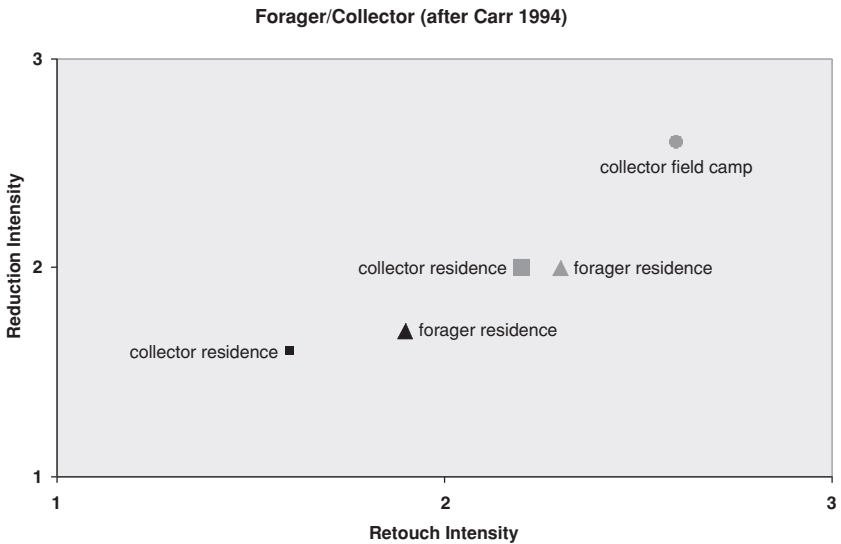 Forager/Collector (after Carr 1994)
3
collector field camp
Reduction Intensity
2
collector residence
forager residence
forager residence
collector residence
1
1
2
3
Retouch Intensity